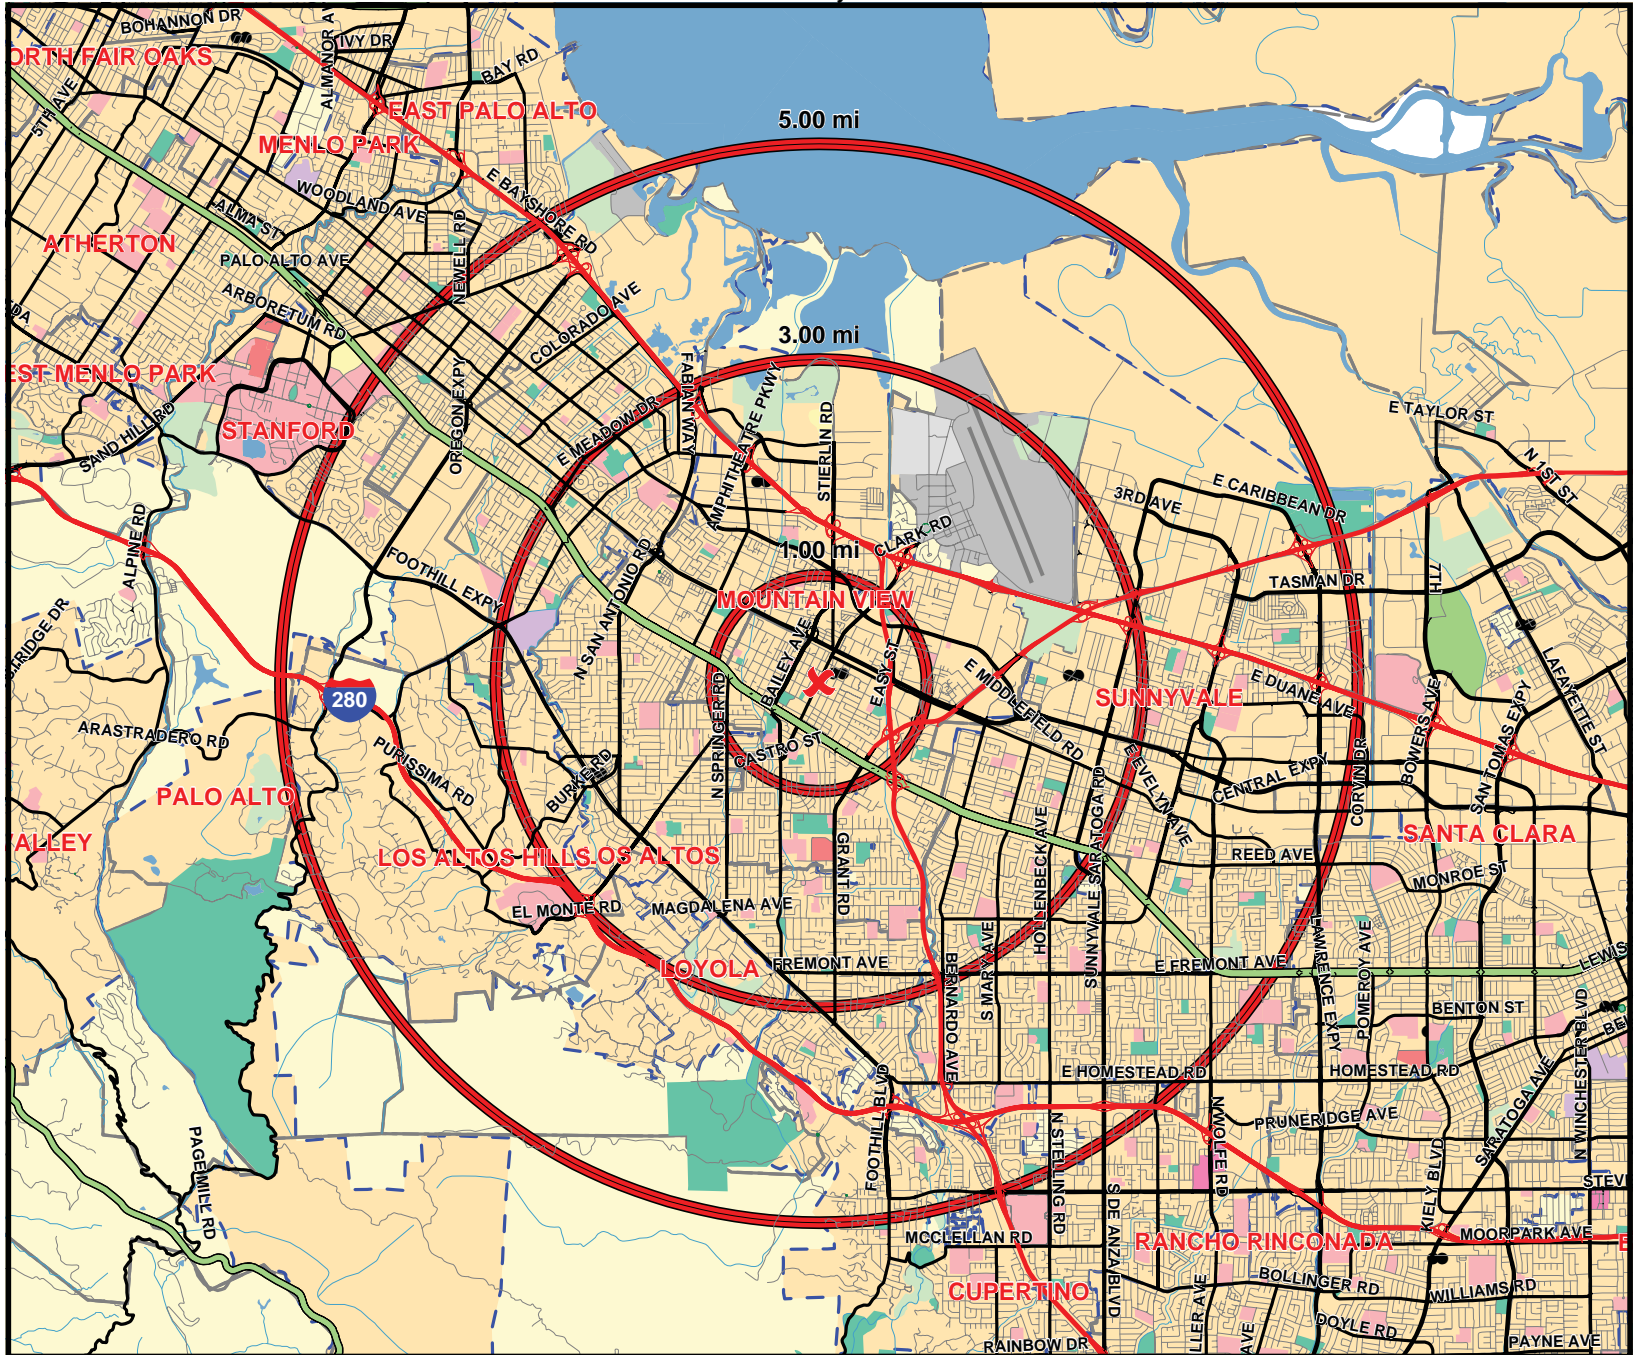 BOHANNON DR
ALMANOR AV
IVY DR
BAY RD
ORTH FAIR OAKS
5TH AVE
EAST PALO ALTO
MENLO PARK
5.00 mi
E BAYSHORE RD
WOODLAND AVE
ALMA ST
NEWELL RD
ATHERTON
PALO ALTO AVE
ARBORETUM RD
DA
COLORADO AVE
3.00 mi
FABIAN WAY
EST MENLO PARK
OREGON EXPY
E MEADOW DR
AMPHITHEATRE PKWY
STIERLIN RD
E TAYLOR ST
SAND HILL RD
STANFORD
N 1ST ST
3RD AVE
E CARIBBEAN DR
ALPINE RD
CLARK RD
1.00 mi
FOOTHILL EXPY
N SAN ANTONIO RD
TASMAN DR
7TH
MOUNTAIN VIEW
BAILEY AVE
EASY ST
E MIDDLEFIELD RD
SUNNYVALE
E DUANE AVE
LAFAYETTE ST
280
N SPRINGER RD
CASTRO ST
ARASTRADERO RD
PURISSIMA RD
BURKE RD
E EVELYN AVE
CENTRAL EXPY
CORVIN DR
BOWERS AVE
SAN TOMAS EXPY
PALO ALTO
ALLEY
LOS ALTOS HILLS
OS ALTOS
GRANT RD
HOLLENBECK AVE
SUNNYVALE SARATOGA RD
REED AVE
SANTA CLARA
MONROE ST
EL MONTE RD
MAGDALENA AVE
LOYOLA
FREMONT AVE
BERNARDO AVE
S MARY AVE
E FREMONT AVE
LAWRENCE EXPY
POMEROY AVE
LEWIS
BENTON ST
BE
N WINCHESTER BLVD
E HOMESTEAD RD
HOMESTEAD RD
FOOTHILL BLVD
N STELLING RD
N WOLFE RD
PRUNERIDGE AVE
SARATOGA AVE
KIELY BLVD
PAGE MILL RD
S DE ANZA BLVD
STEV
MCCLELLAN RD
RANCHO RINCONADA
MOORPARK AVE
CUPERTINO
BOLLINGER RD
WILLIAMS RD
LLER AVE
AVE
DOYLE RD
RAINBOW DR
PAYNE AVE